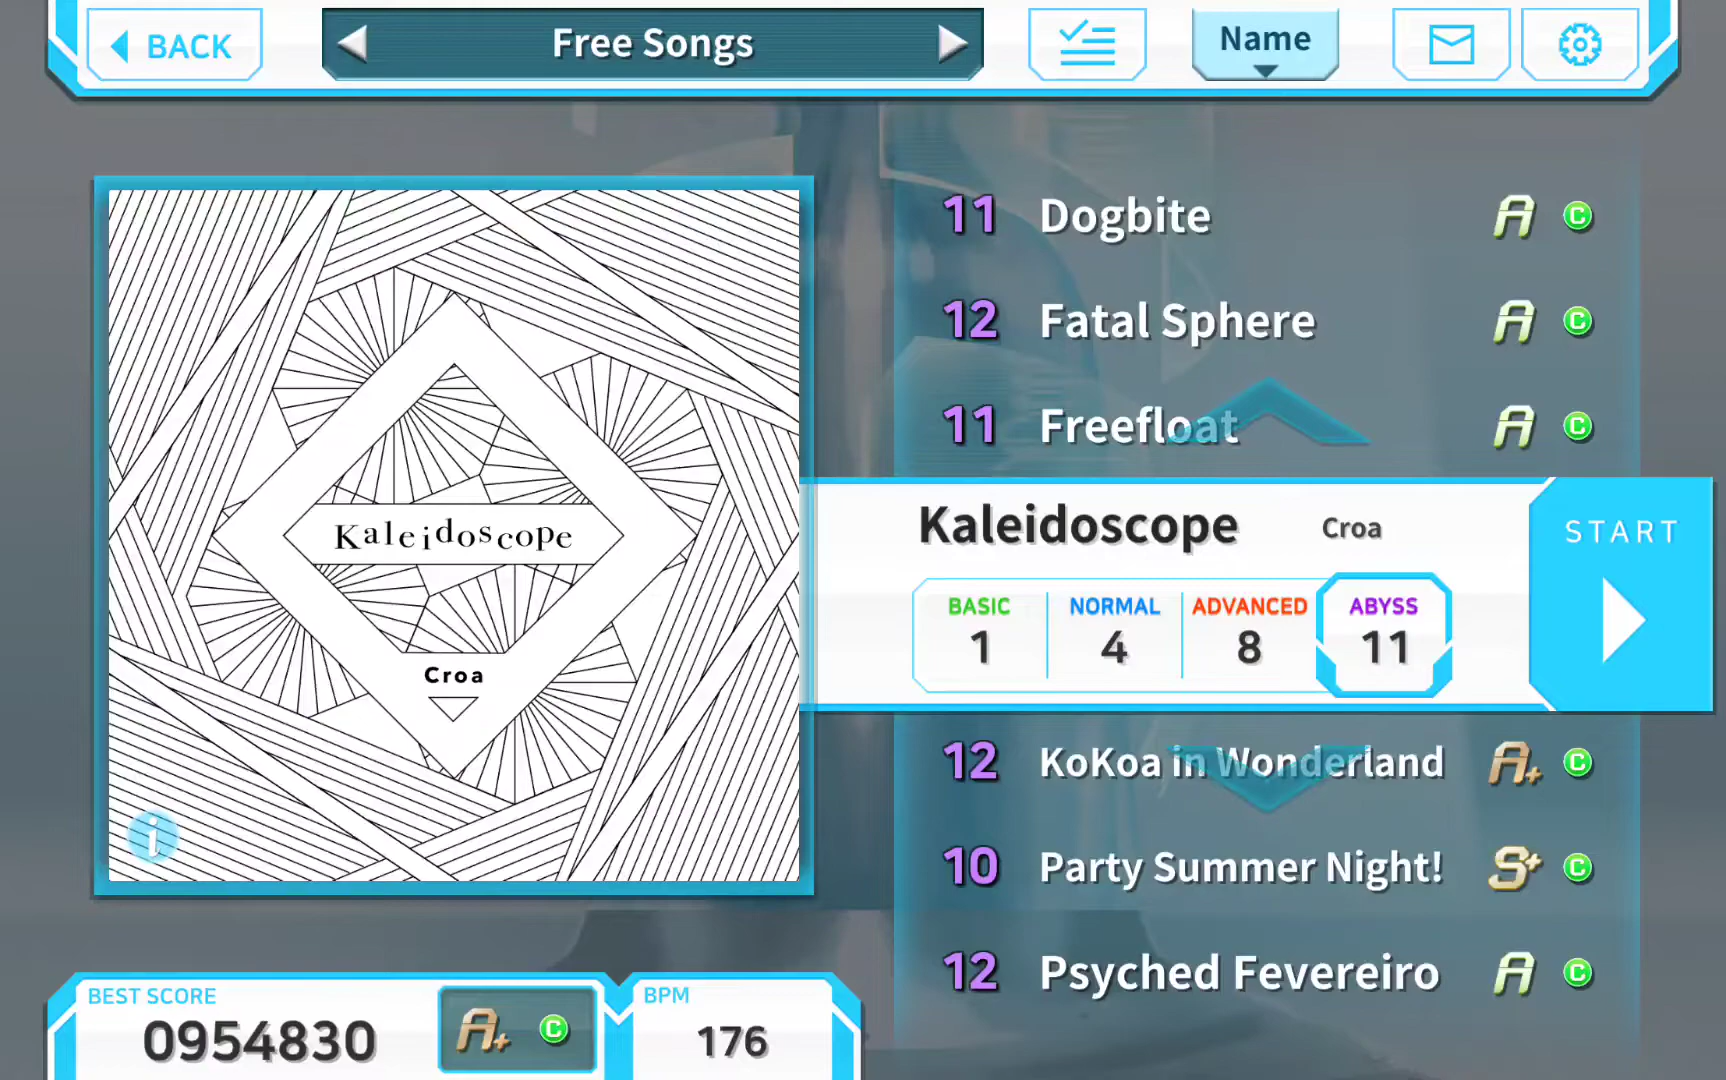 BACK
Free Songs
Name
11 Dogbite A C
12 Fatal Sphere A C
11 Freefloat A C
Kaleidoscope
Croa
i
Kaleidoscope Croa
BASIC NORMAL ADVANCED ABYSS
1 4 8 11
START
12 KoKoa in Wonderland A+ C
10 Party Summer Night! S+ C
12 Psyched Fevereiro A C
BEST SCORE
0954830 A+ C
BPM
176